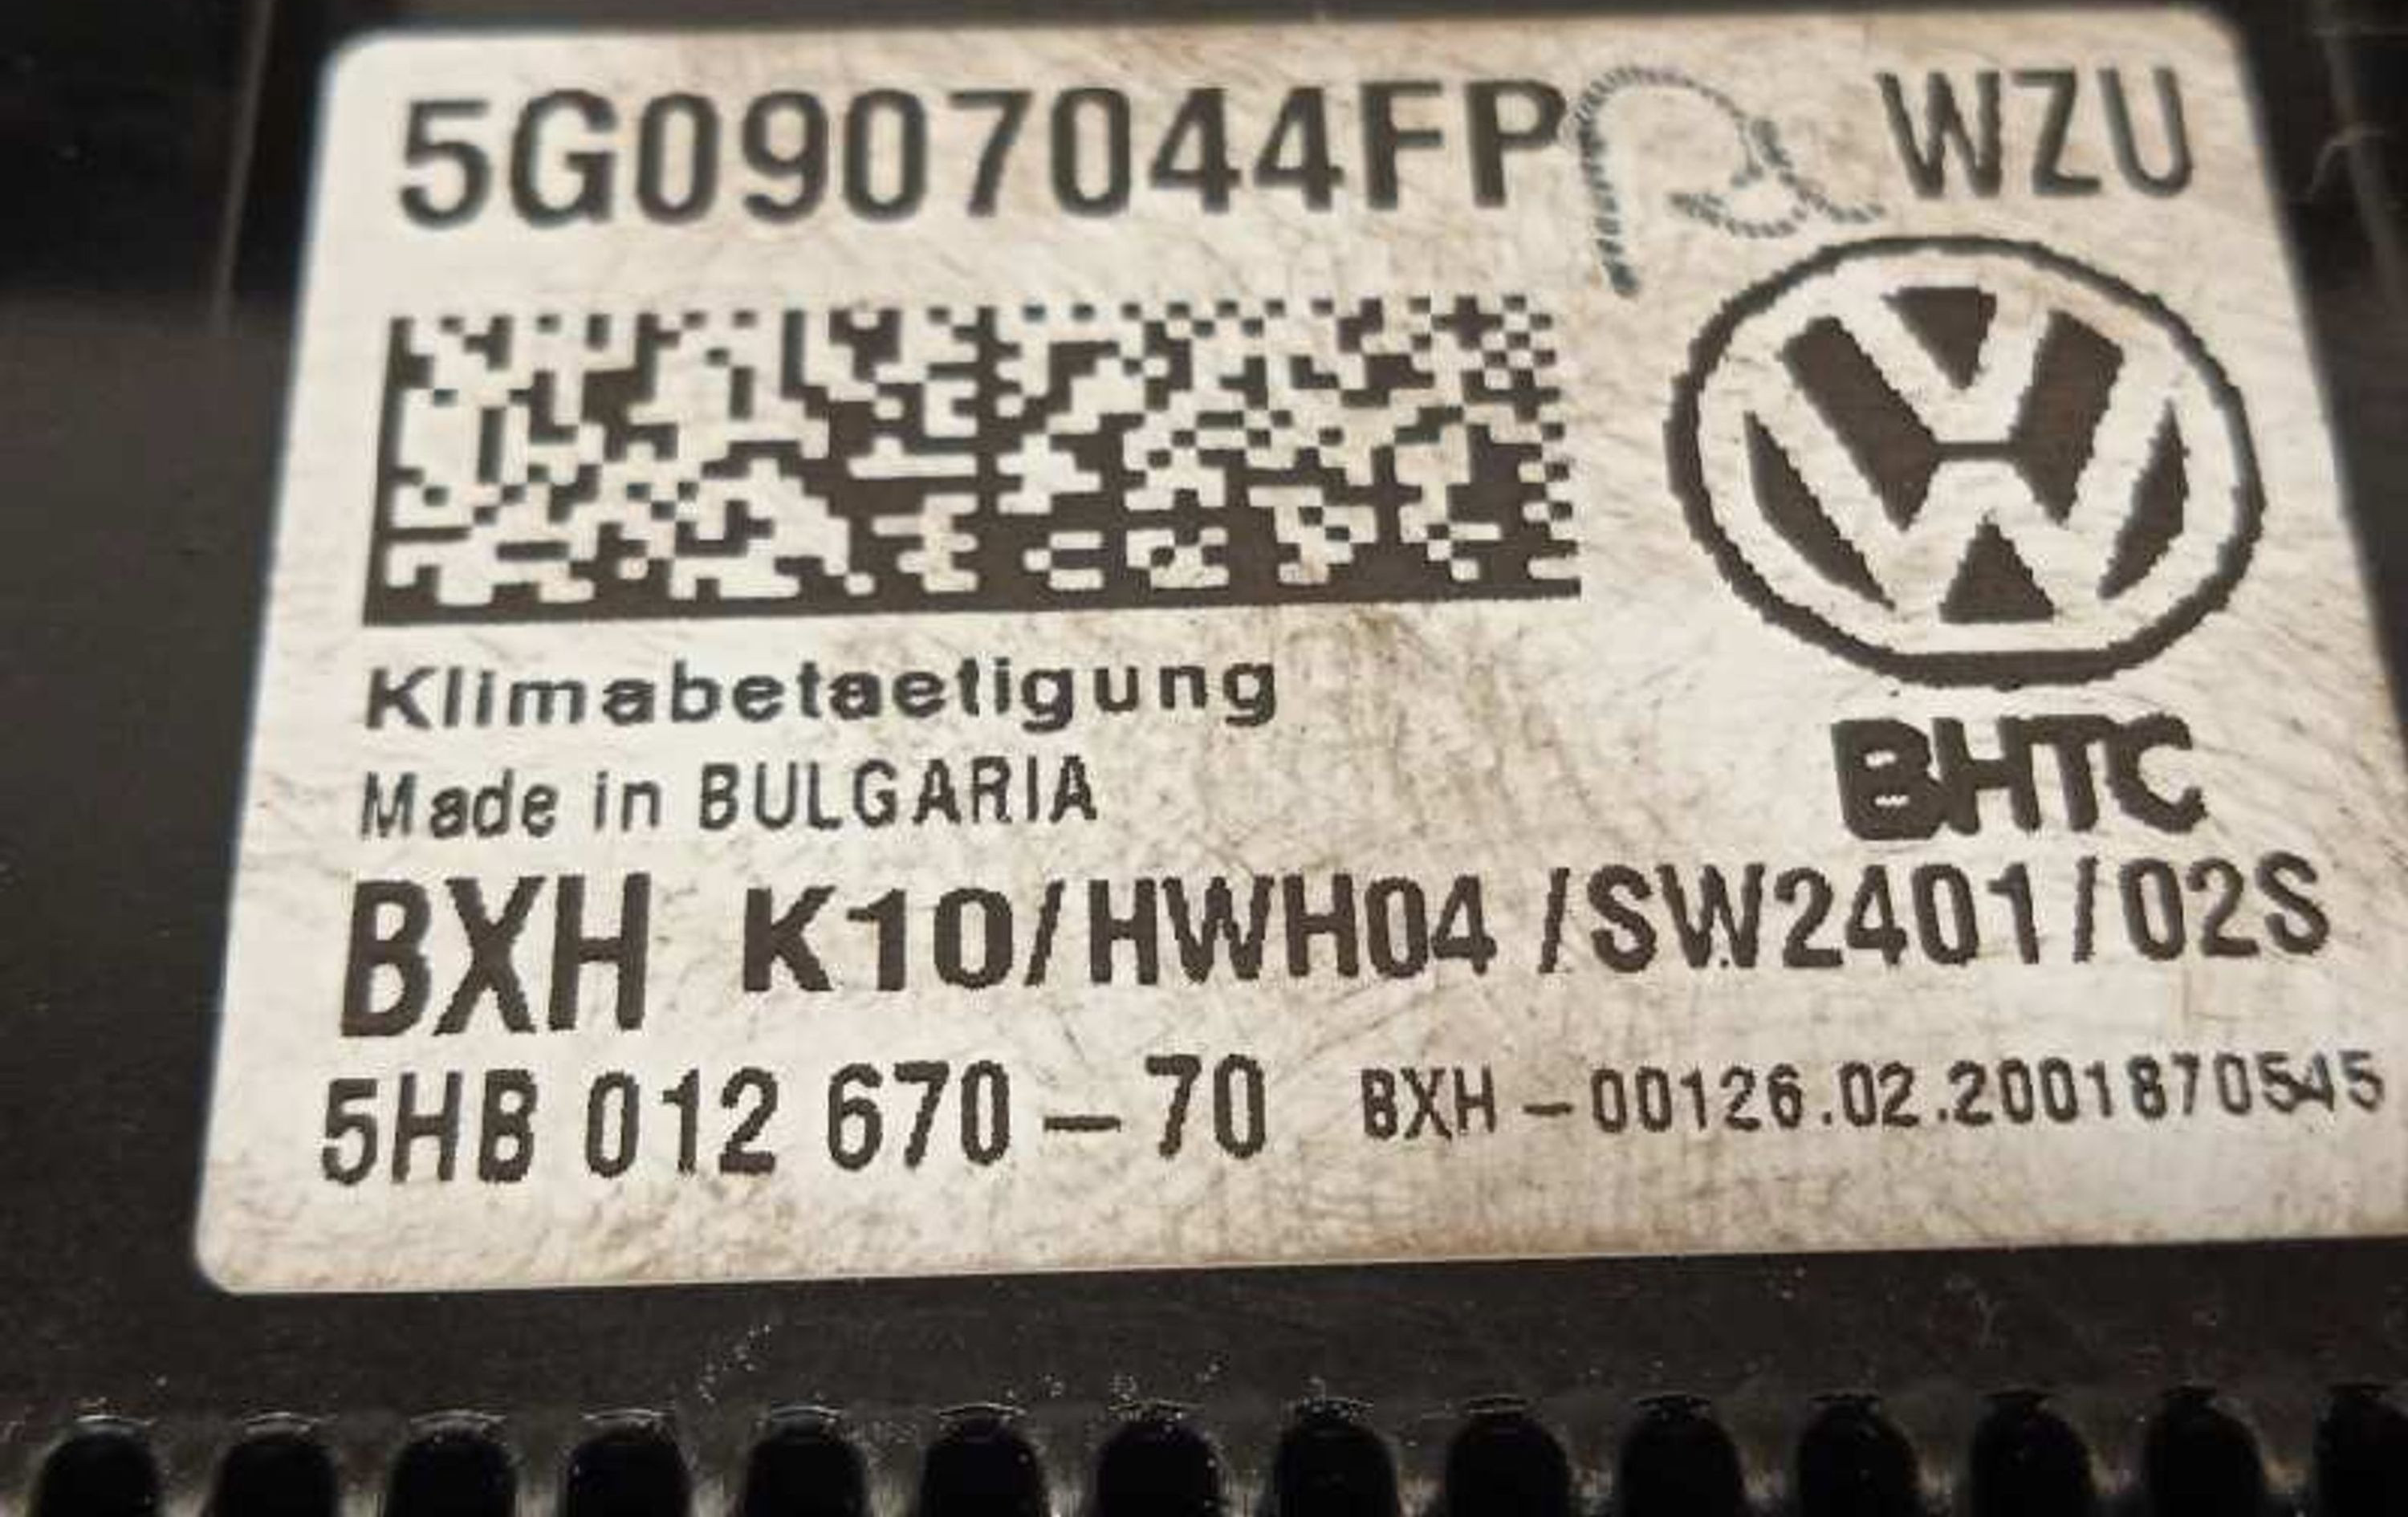 5G0907044FP WZU
Klimabetaetigung
Made in BULGARIA
BHTC
BXH K10/HWH04 /SW2401/02S
5HB 012 670-70 BXH-00126.02.2001870545